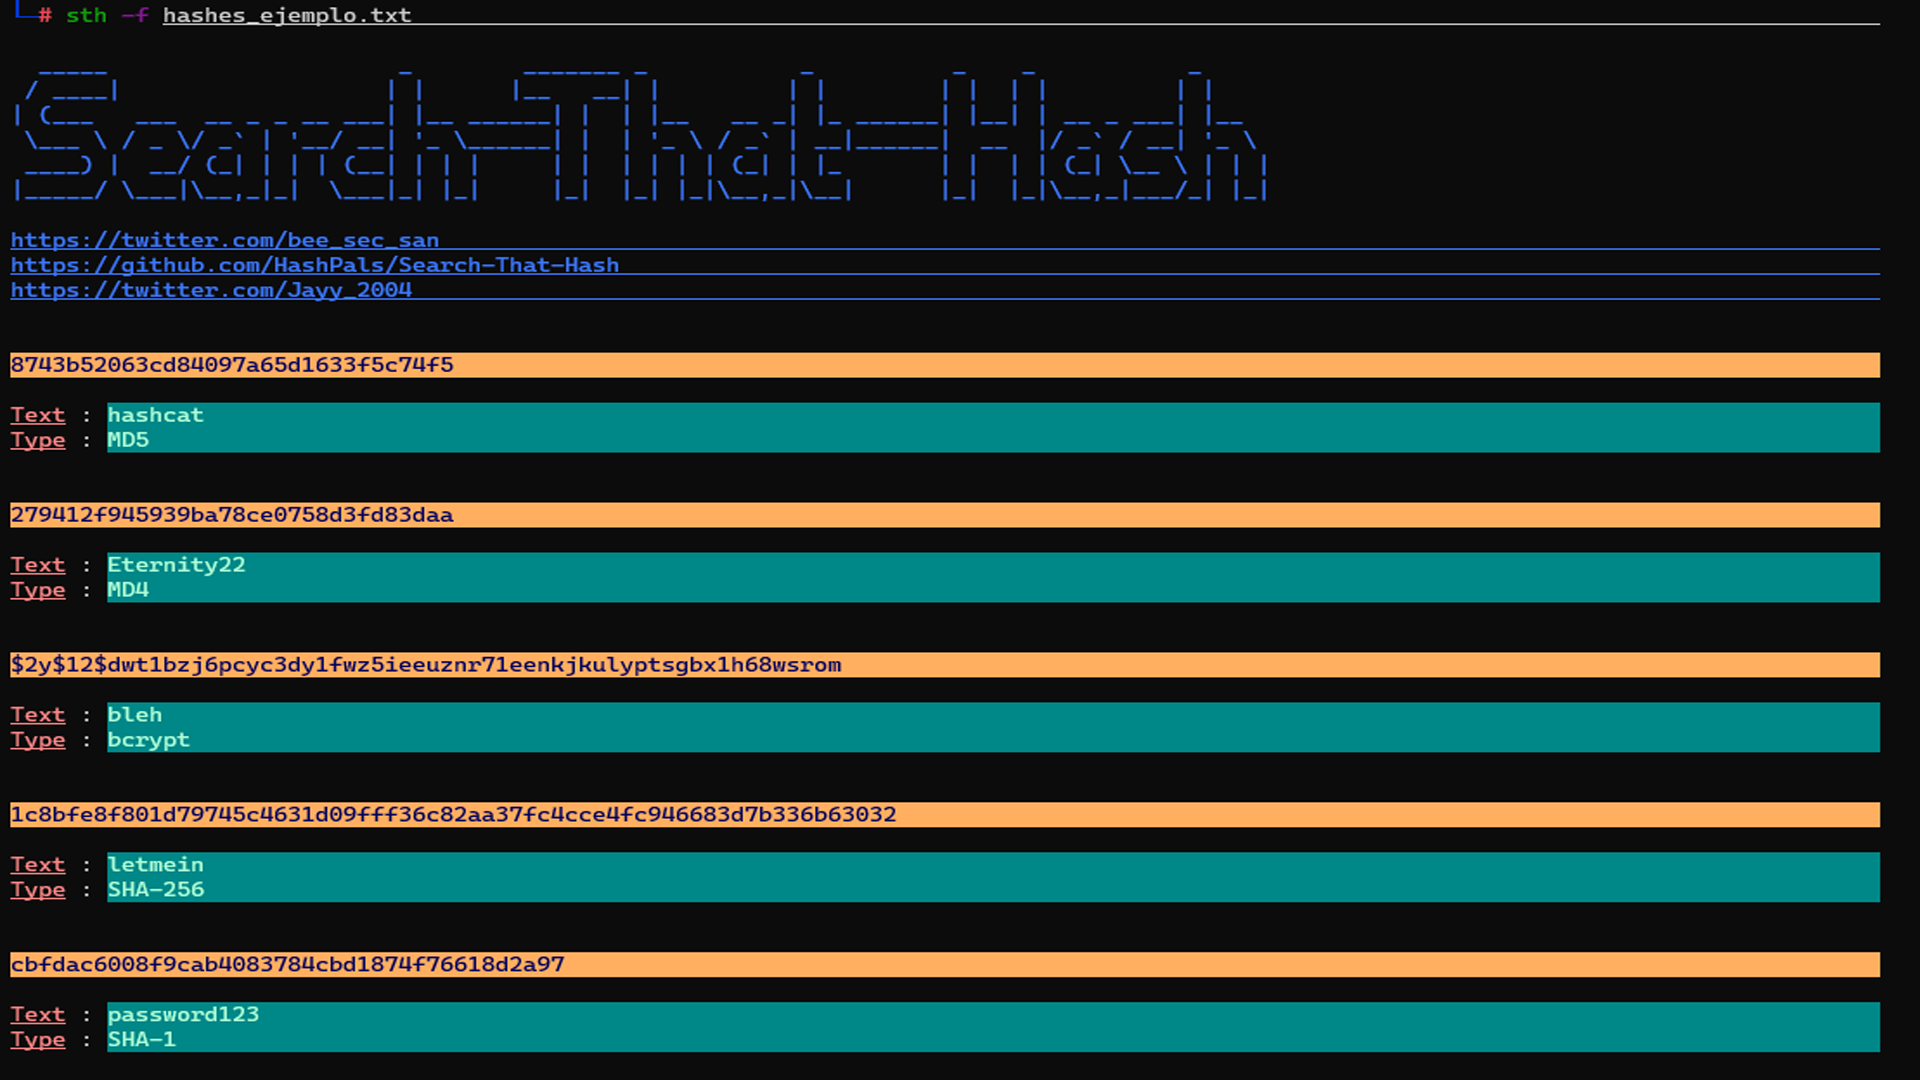 # sth -f hashes_ejemplo.txt
Search-That-Hash
https://twitter.com/bee_sec_san
https://github.com/HashPals/Search-That-Hash
https://twitter.com/Jayy_2004
8743b52063cd84097a65d1633f5c74f5
Text : hashcat
Type : MD5
279412f945939ba78ce0758d3fd83daa
Text : Eternity22
Type : MD4
$2y$12$dwt1bzj6pcyc3dy1fwz5ieeuznr71eenkjkulyptsgbx1h68wsrom
Text : bleh
Type : bcrypt
1c8bfe8f801d79745c4631d09fff36c82aa37fc4cce4fc946683d7b336b63032
Text : letmein
Type : SHA-256
cbfdac6008f9cab4083784cbd1874f76618d2a97
Text : password123
Type : SHA-1